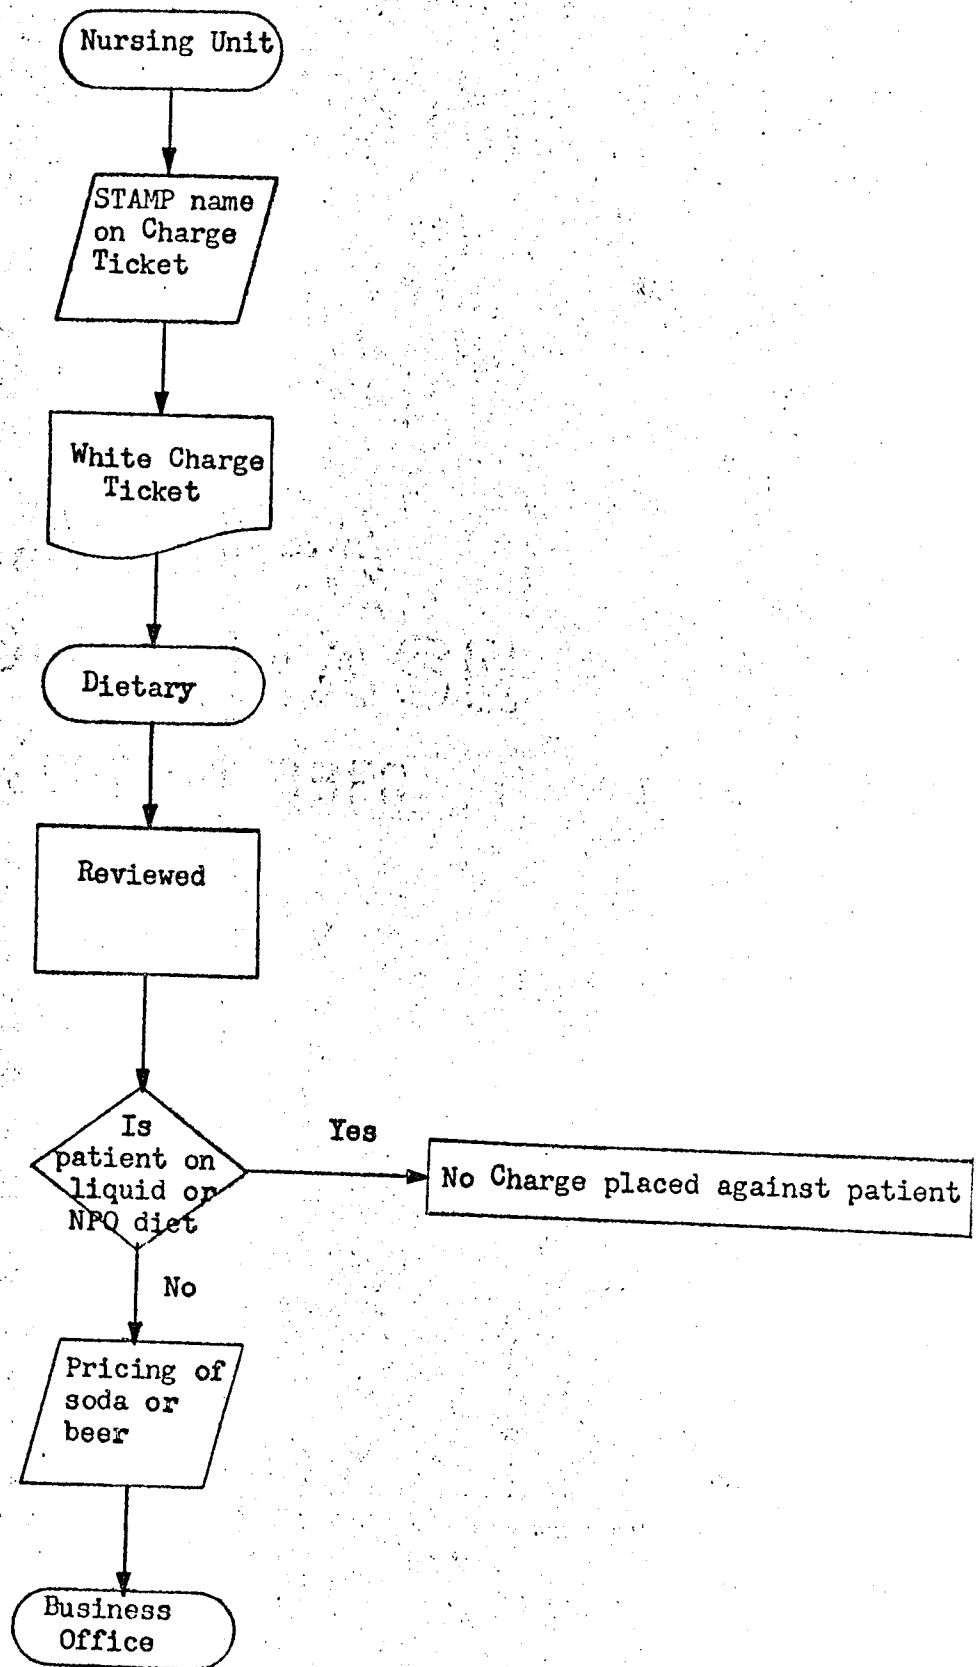 Nursing Unit
STAMP name
on Charge
Ticket
White Charge
Ticket
Dietary
Reviewed
Is
patient on
liquid or
NPO diet
Yes
No Charge placed against patient
No
Pricing of
soda or
beer
Business
Office